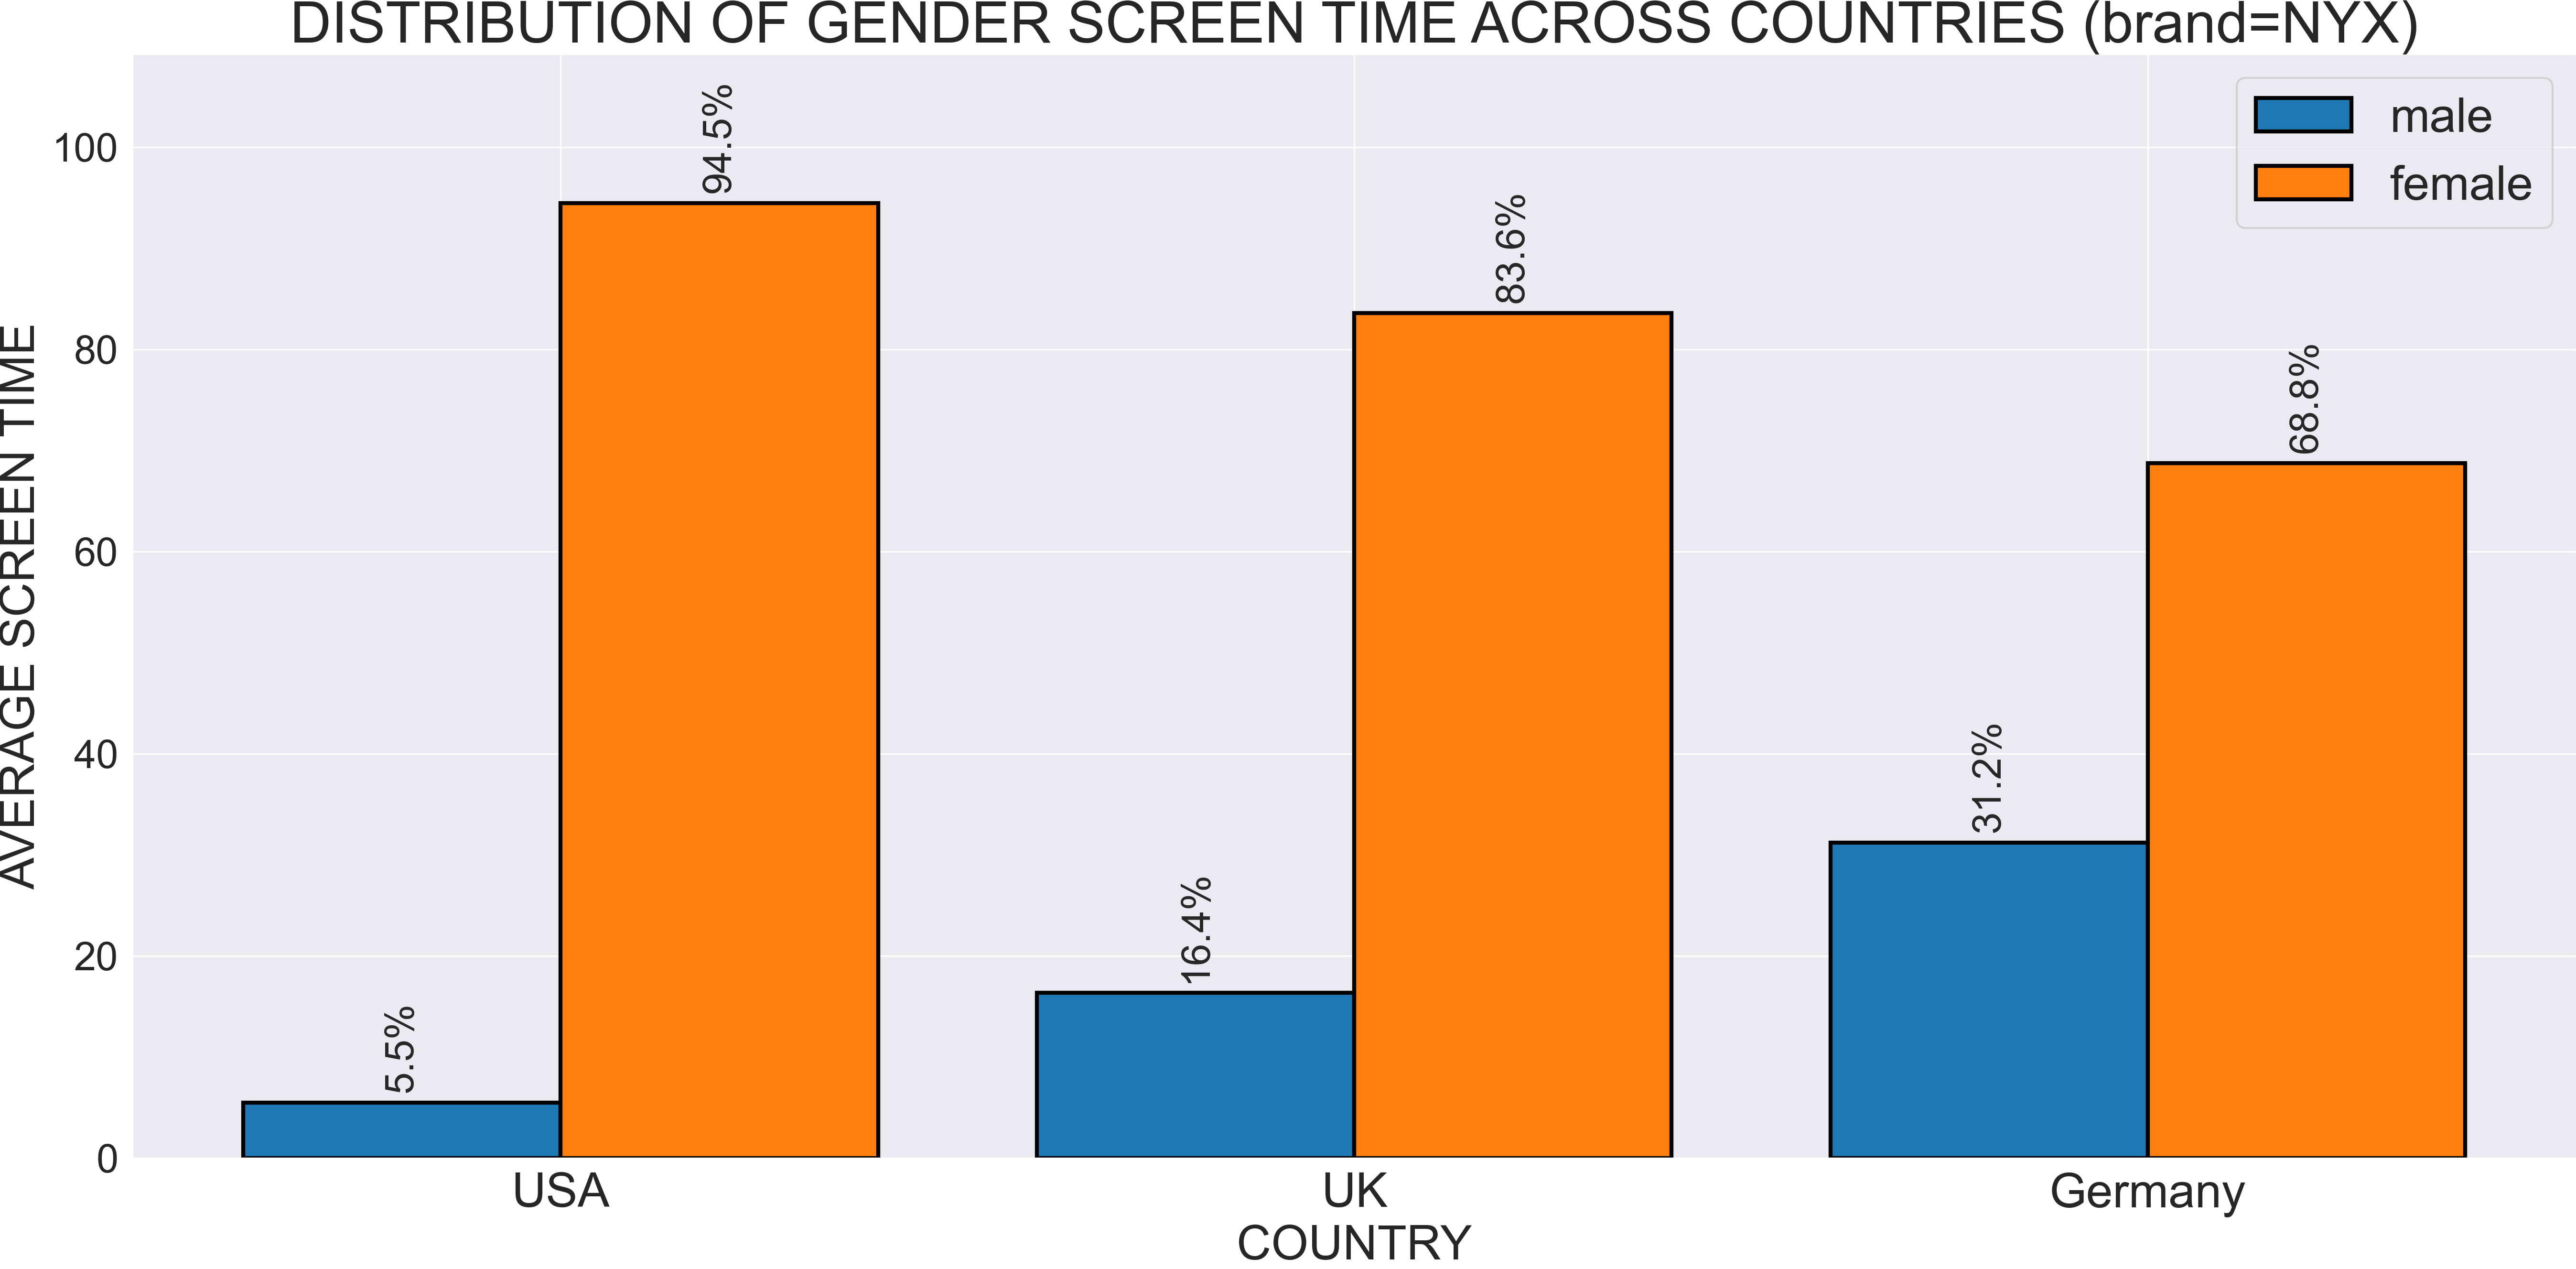 DISTRIBUTION OF GENDER SCREEN TIME ACROSS COUNTRIES (brand=NYX)
male
female
AVERAGE SCREEN TIME
100
80
60
40
20
0
5.5%
94.5%
16.4%
83.6%
31.2%
68.8%
USA
UK
Germany
COUNTRY